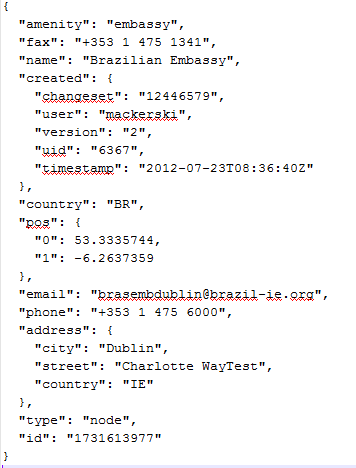 {
"amenity": "embassy",
"fax": "+353 1 475 1341",
"name": "Brazilian Embassy",
"created": {
"changeset": "12446579",
"user": "mackerski",
"version": "2",
"uid": "6367",
"timestamp": "2012-07-23T08:36:40Z"
},
"country": "BR",
"pos": {
"0": 53.3335744,
"1": -6.2637359
},
"email": "brasembdublin@brazil-ie.org",
"phone": "+353 1 475 6000",
"address": {
"city": "Dublin",
"street": "Charlotte WayTest",
"country": "IE"
},
"type": "node",
"id": "1731613977"
}